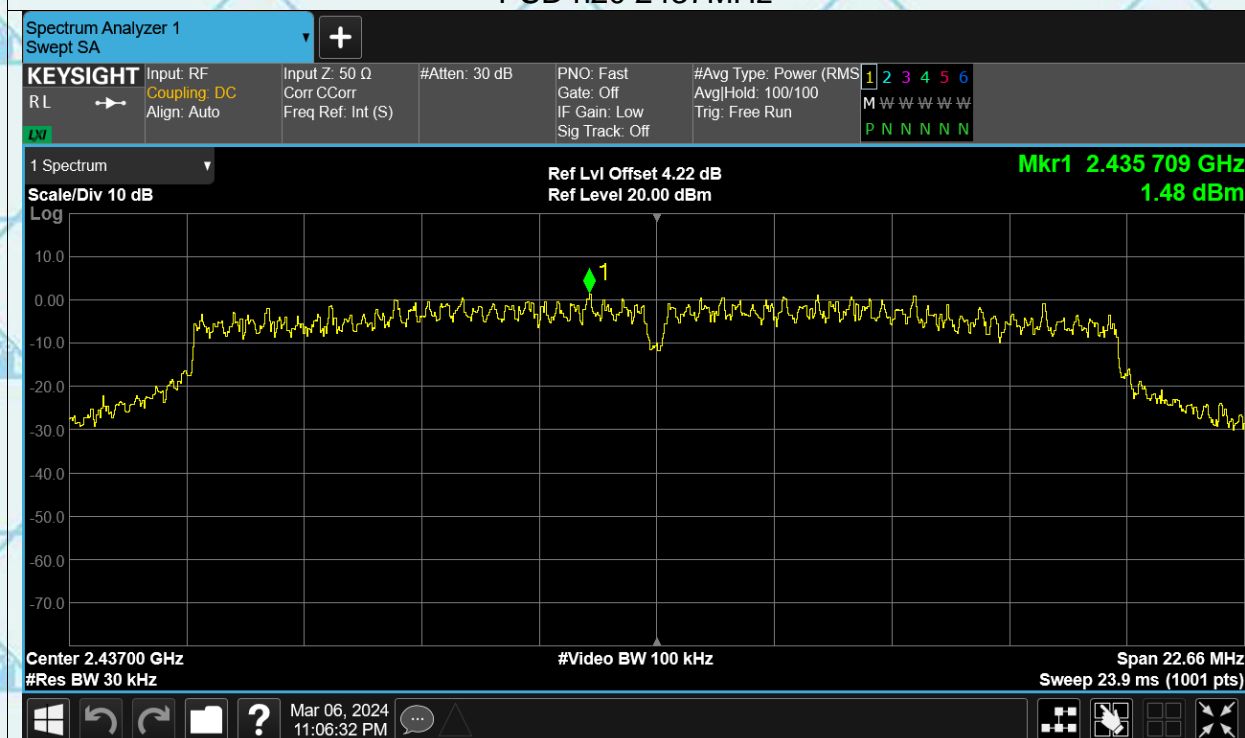 Spectrum Analyzer 1
Swept SA
+
KEYSIGHT
RL
LXI
Input: RF
Coupling: DC
Align: Auto
Input Z: 50 Ω
Corr CCorr
Freq Ref: Int (S)
#Atten: 30 dB
PNO: Fast
Gate: Off
IF Gain: Low
Sig Track: Off
#Avg Type: Power (RMS
Avg|Hold: 100/100
Trig: Free Run
1 2 3 4 5 6
M W W W W W
P N N N N N
1 Spectrum
Scale/Div 10 dB
Ref Lvl Offset 4.22 dB
Ref Level 20.00 dBm
Mkr1 2.435 709 GHz
1.48 dBm
Log
10.0
0.00
-10.0
-20.0
-30.0
-40.0
-50.0
-60.0
-70.0
1
Center 2.43700 GHz
#Res BW 30 kHz
#Video BW 100 kHz
Span 22.66 MHz
Sweep 23.9 ms (1001 pts)
?
Mar 06, 2024
11:06:32 PM